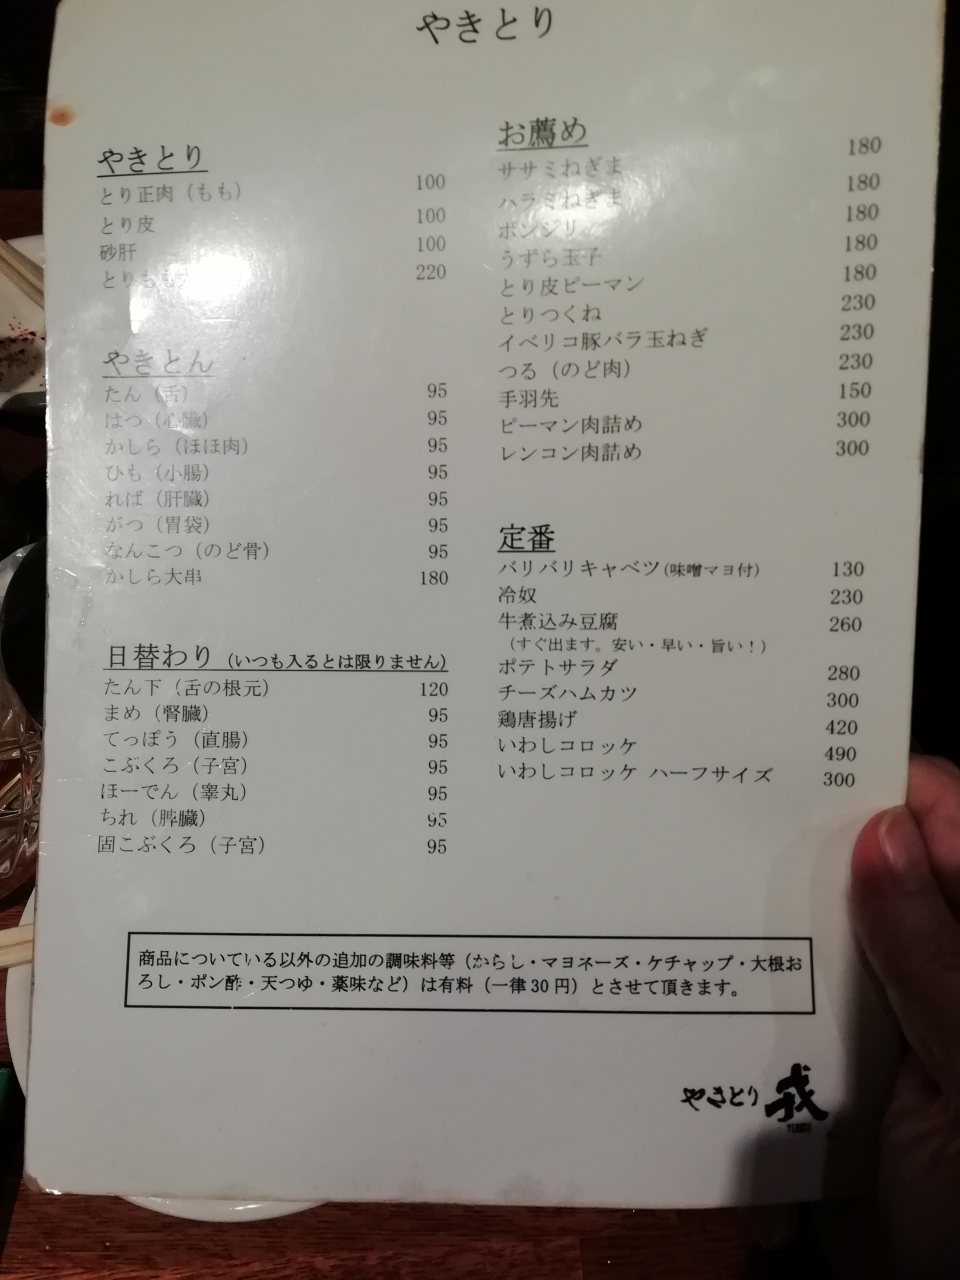 やきとり
やきとり
とり正肉（もも） 100
とり皮 100
砂肝 100
とりもも 220
やきとん
たん（舌） 95
はつ（心臓） 95
かしら（ほほ肉） 95
ひも（小腸） 95
ればば（肝臓） 95
がつ（胃袋） 95
なんこつ（のど骨） 95
かしら大串 180
日替わり（いつも入るとは限りません）
たん下（舌の根元） 120
まめ（腎臓） 95
てっぽう（直腸） 95
こぶくろ（子宮） 95
ほーでん（睾丸） 95
ちれ（脾臓） 95
固こぶくろ（子宮） 95
お薦め
ササミねぎま 180
ハラミねぎま 180
ボンジリ 180
うずら玉子 180
とり皮ピーマン 180
とりつくね 230
イベリコ豚バラ玉ねぎ 230
つる（のど肉） 230
手羽先 150
ピーマン肉詰め 300
レンコン肉詰め 300
定番
バリバリキャベツ(味噌マヨ付) 130
冷奴 230
牛煮込み豆腐 260
（すぐ出ます。安い・早い・旨い！）
ポテトサラダ 280
チーズハムカツ 300
鶏唐揚げ 420
いわしコロッケ 490
いわしコロッケ ハーフサイズ 300
商品についている以外の追加の調味料等（からし・マヨネーズ・ケチャップ・大根お
ろし・ポン酢・天つゆ・薬味など）は有料（一律30円）とさせて頂きます。
やきとり 戎